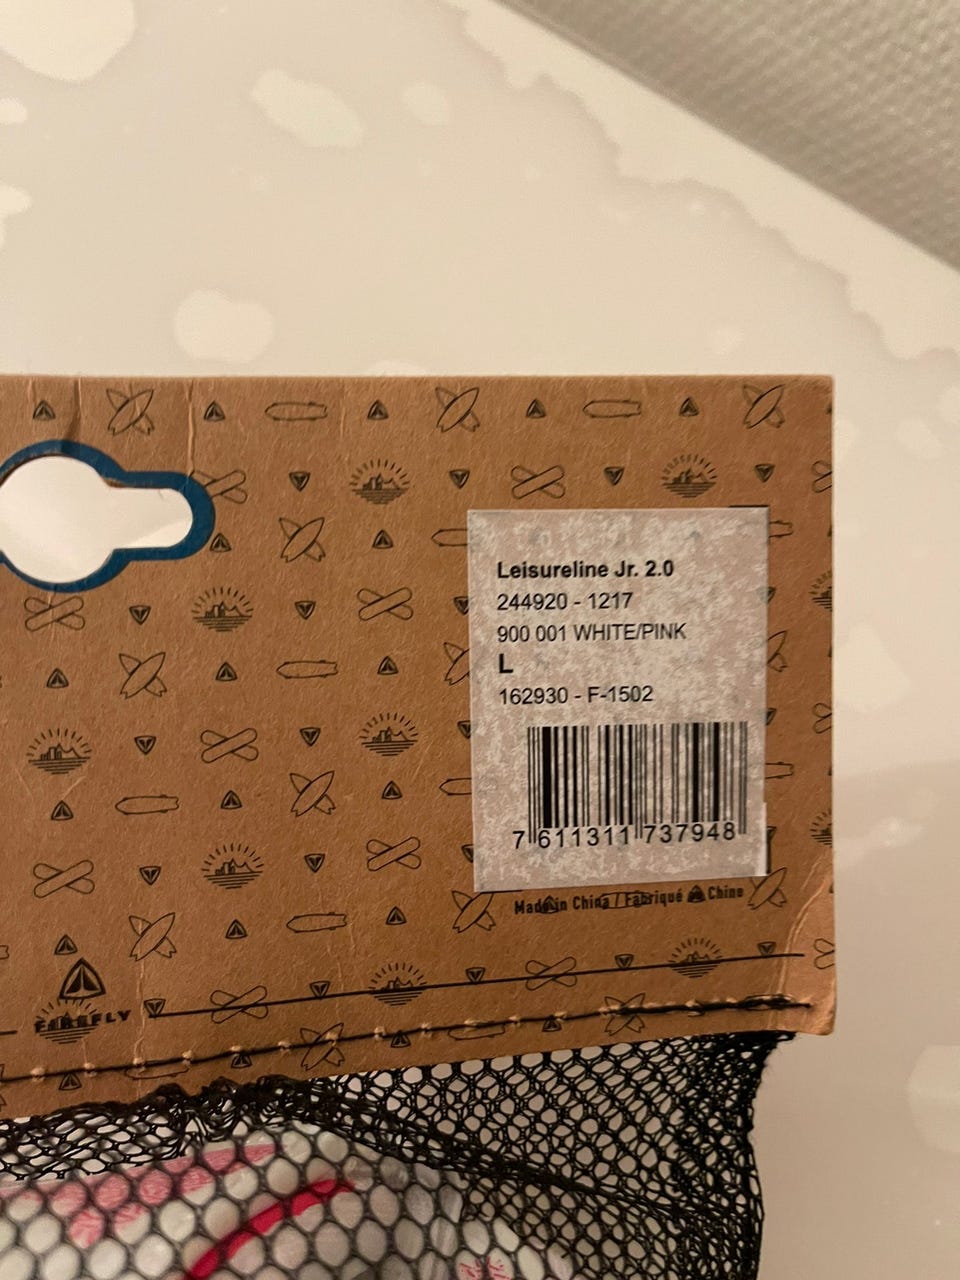 Leisureline Jr. 2.0
244920 - 1217
900 001 WHITE/PINK
L
162930 - F-1502
7 611311 737948
Made in China / Fabriqué Chine
FIREFLY